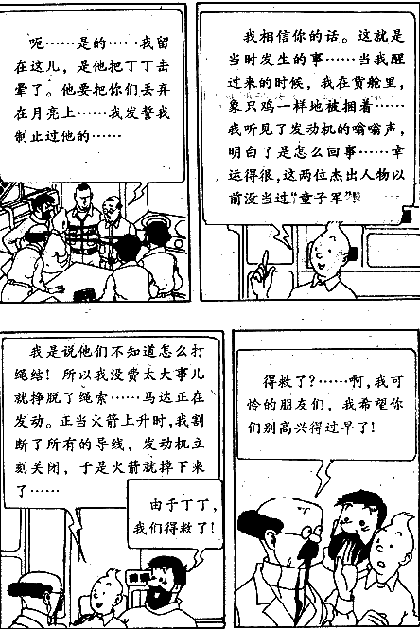 呃……是的……我留
在这儿，是他把丁丁击
晕了。他要把你们丢弃
在月亮上……我发誓我
制止过他的……
我相信你的话。这就是
当时发生的事……当我醒
过来的时候，我在货舱里，
象只鸡一样地被捆着……
我听见了发动机的嗡嗡声，
明白了是怎么回事……幸
运得很，这两位杰出人物以
前没当过“童子军”！
我是说他们不知道怎么打
绳结！所以我没费太大事儿
就挣脱了绳索……马达正在
发动。正当火箭上升时，我割
断了所有的导线，发动机立
刻关闭，于是火箭就掉下来
了……
由于丁丁，
我们得救了！
得救了？……啊，我可
怜的朋友们，我希望你
们别高兴得过早了！